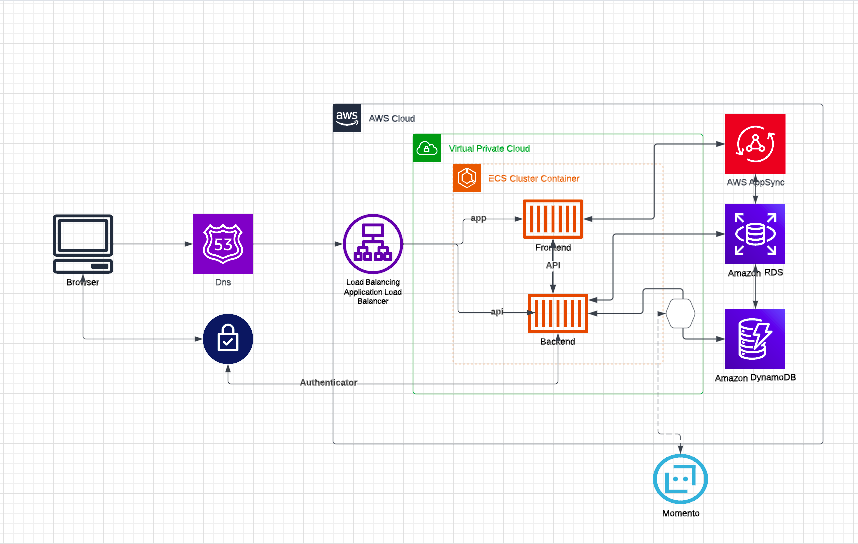 aws
AWS Cloud
Virtual Private Cloud
ECS Cluster Container
AWS AppSync
53
app
Frontend
API
Browser
Dns
Load Balancing
Application Load
Balancer
Amazon RDS
api
Backend
Amazon DynamoDB
Authenticator
Momento